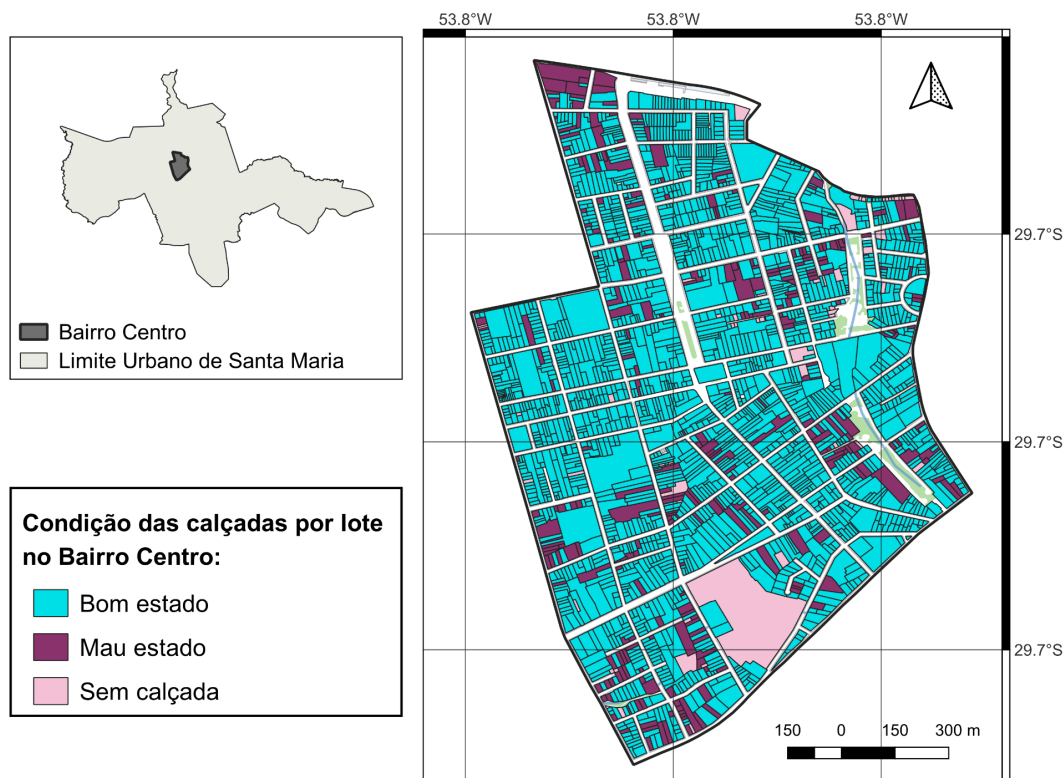 53.8°W 53.8°W 53.8°W
29.7°S
29.7°S
29.7°S
Bairro Centro
Limite Urbano de Santa Maria
Condição das calçadas por lote
no Bairro Centro:
Bom estado
Mau estado
Sem calçada
150 0 150 300 m